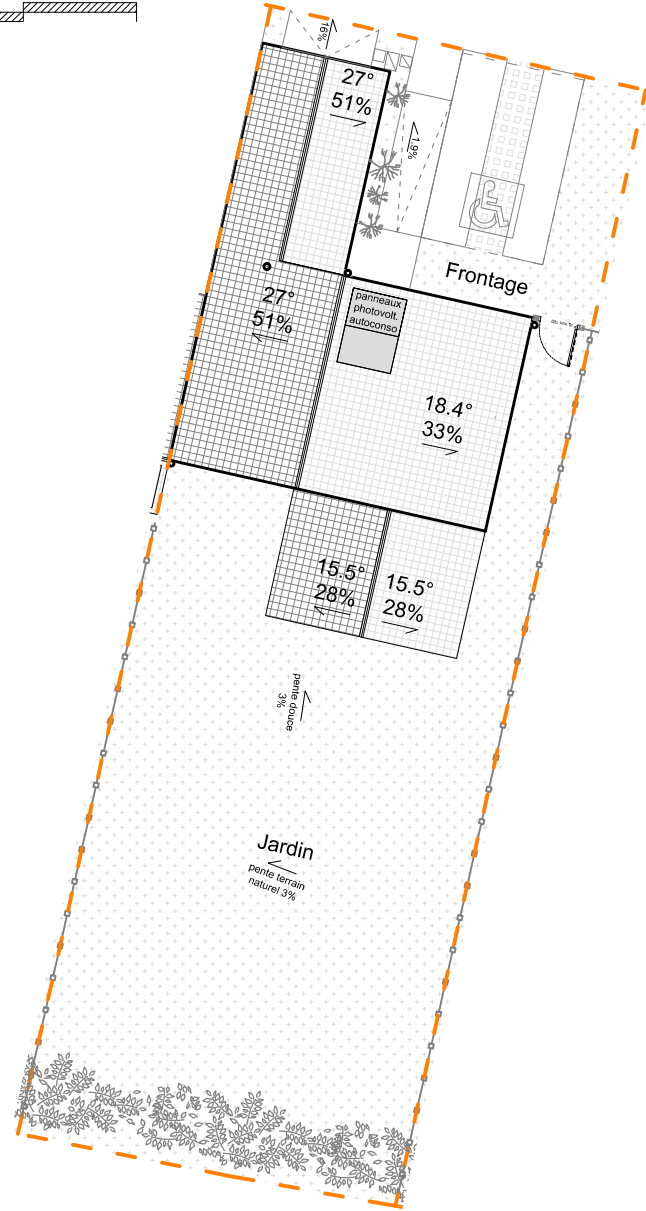 16%
27°
51%
1.9%
Frontage
27°
51%
panneaux
photovolt.
autoconso
18.4°
33%
15.5°
28%
15.5°
28%
pente douce
3%
Jardin
pente terrain
naturel 3%